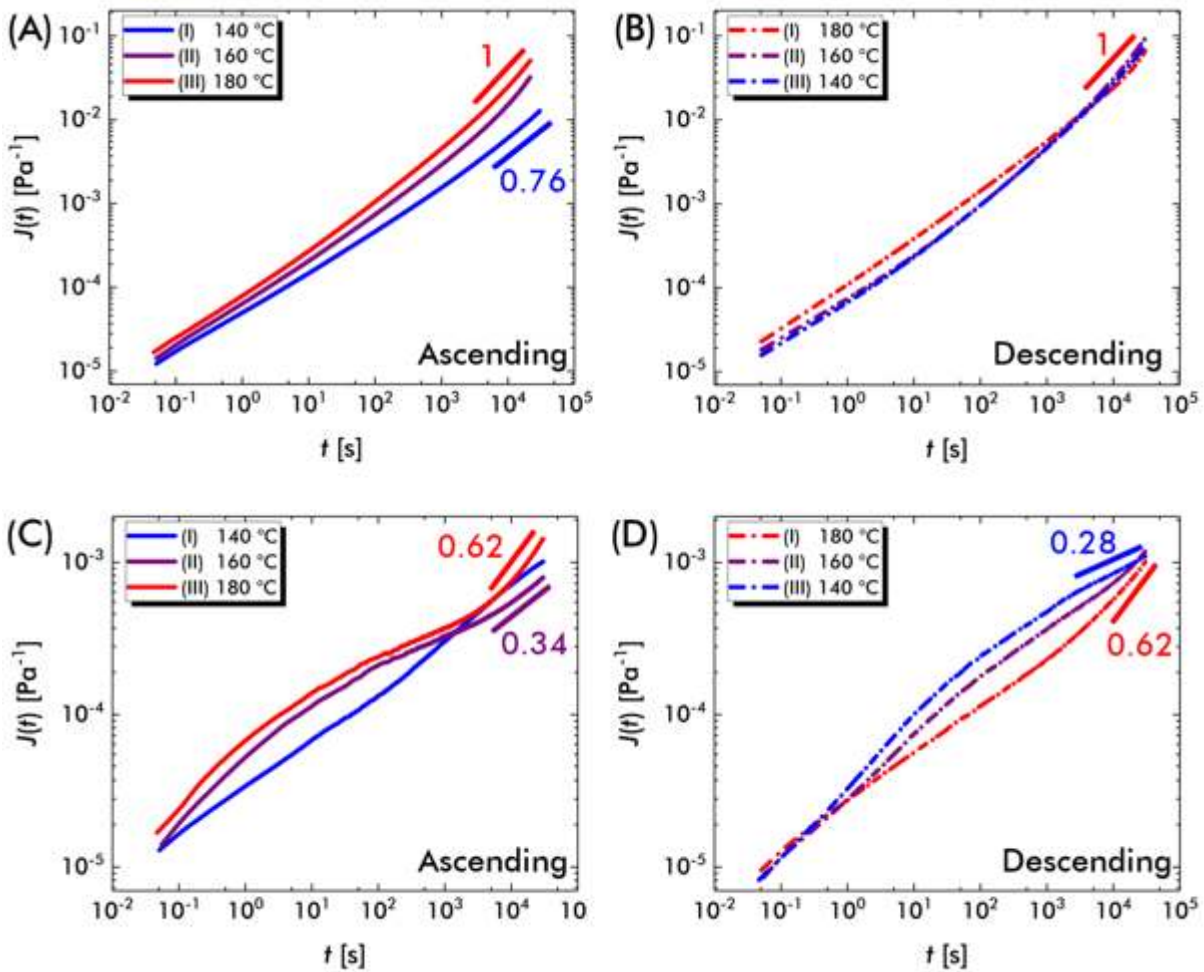 (A)
(I) 140 °C
(II) 160 °C
(III) 180 °C
1
0.76
Ascending
J(t) [Pa⁻¹]
10⁻¹
10⁻²
10⁻³
10⁻⁴
10⁻⁵
10⁻² 10⁻¹ 10⁰ 10¹ 10² 10³ 10⁴ 10⁵
t [s]
(B)
(I) 180 °C
(II) 160 °C
(III) 140 °C
1
Descending
J(t) [Pa⁻¹]
10⁻¹
10⁻²
10⁻³
10⁻⁴
10⁻⁵
10⁻² 10⁻¹ 10⁰ 10¹ 10² 10³ 10⁴ 10⁵
t [s]
(C)
(I) 140 °C
(II) 160 °C
(III) 180 °C
0.62
0.34
Ascending
J(t) [Pa⁻¹]
10⁻³
10⁻⁴
10⁻⁵
10⁻² 10⁻¹ 10⁰ 10¹ 10² 10³ 10⁴ 10
t [s]
(D)
(I) 180 °C
(II) 160 °C
(III) 140 °C
0.28
0.62
Descending
J(t) [Pa⁻¹]
10⁻³
10⁻⁴
10⁻⁵
10⁻² 10⁻¹ 10⁰ 10¹ 10² 10³ 10⁴ 10⁵
t [s]